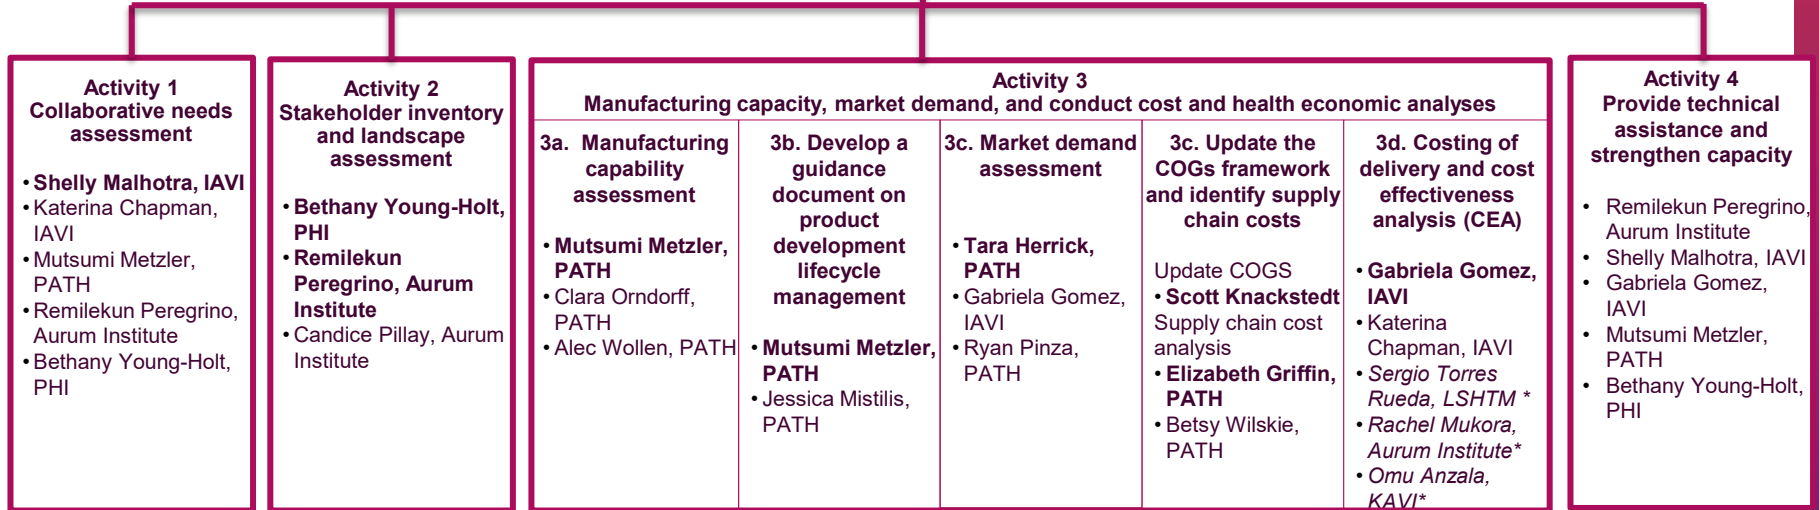 Activity 1
Collaborative needs
assessment
• Shelly Malhotra, IAVI
• Katerina Chapman,
IAVI
• Mutsumi Metzler,
PATH
• Remilekun Peregrino,
Aurum Institute
• Bethany Young-Holt,
PHI
Activity 2
Stakeholder inventory
and landscape
assessment
• Bethany Young-Holt,
PHI
• Remilekun
Peregrino, Aurum
Institute
• Candice Pillay, Aurum
Institute
Activity 3
Manufacturing capacity, market demand, and conduct cost and health economic analyses
3a. Manufacturing
capability
assessment
• Mutsumi Metzler,
PATH
• Clara Orndorff,
PATH
• Alec Wollen, PATH
3b. Develop a
guidance
document on
product
development
lifecycle
management
• Mutsumi Metzler,
PATH
• Jessica Mistilis,
PATH
3c. Market demand
assessment
• Tara Herrick,
PATH
• Gabriela Gomez,
IAVI
• Ryan Pinza,
PATH
3c. Update the
COGs framework
and identify supply
chain costs
Update COGS
• Scott Knackstedt
Supply chain cost
analysis
• Elizabeth Griffin,
PATH
• Betsy Wilskie,
PATH
3d. Costing of
delivery and cost
effectiveness
analysis (CEA)
• Gabriela Gomez,
IAVI
• Katerina
Chapman, IAVI
• Sergio Torres
Rueda, LSHTM *
• Rachel Mukora,
Aurum Institute*
• Omu Anzala,
KAVI*
Activity 4
Provide technical
assistance and
strengthen capacity
• Remilekun Peregrino,
Aurum Institute
• Shelly Malhotra, IAVI
• Gabriela Gomez,
IAVI
• Mutsumi Metzler,
PATH
• Bethany Young-Holt,
PHI